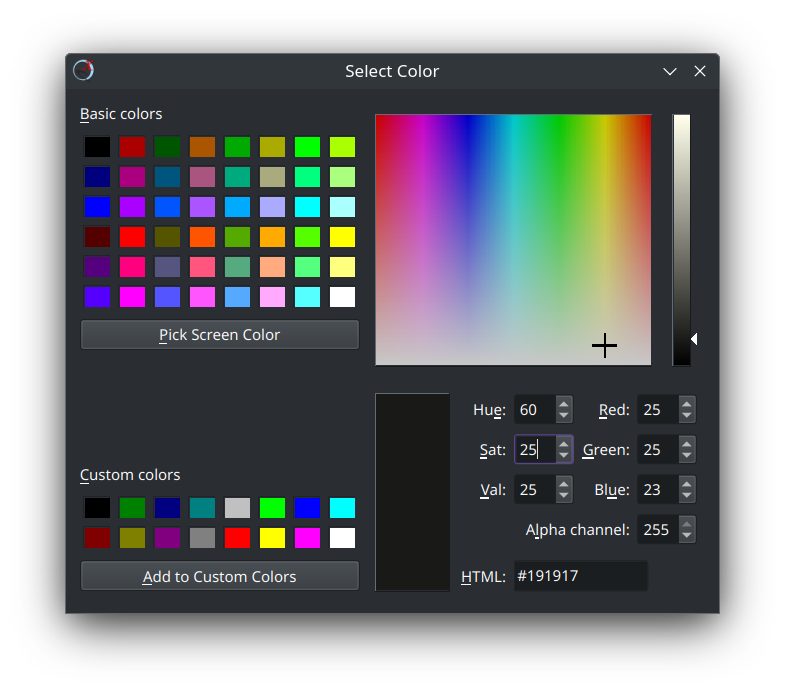 Select Color
Basic colors
Pick Screen Color
Custom colors
Add to Custom Colors
Hue: 60 Red: 25
Sat: 25 Green: 25
Val: 25 Blue: 23
Alpha channel: 255
HTML: #191917